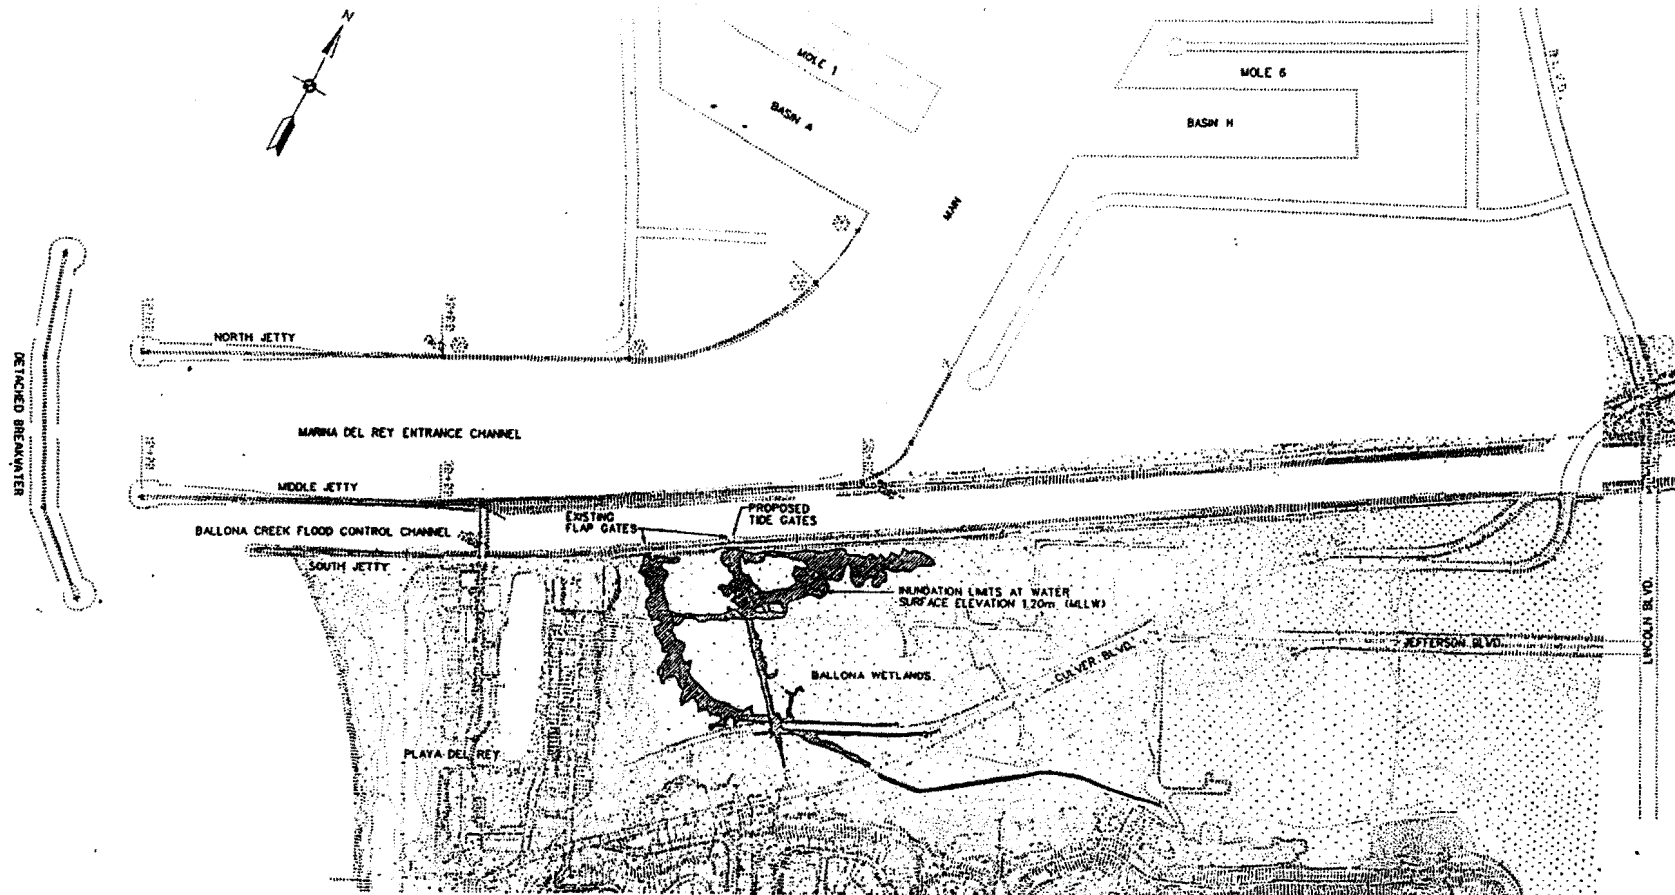 N
MOLE 1
BASIN A
MOLE 6
BASIN H
BLVD.
MAIN
NORTH JETTY
DETACHED BREAKWATER
MARINA DEL REY ENTRANCE CHANNEL
MIDDLE JETTY
BALLONA CREEK FLOOD CONTROL CHANNEL
EXISTING
FLAP GATES
PROPOSED
TIDE GATES
SOUTH JETTY
INUNDATION LIMITS AT WATER
SURFACE ELEVATION 1.20m (MLLW)
BALLONA WETLANDS
CULVER BLVD.
JEFFERSON BLVD.
LINCOLN BLVD.
PLAYA DEL REY